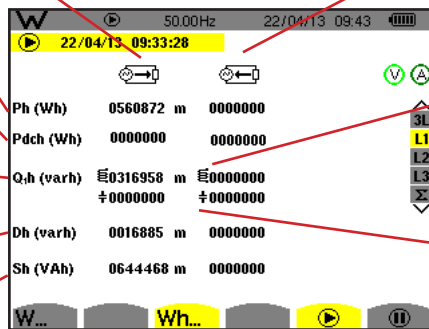 W 50.00Hz 22/04/13 09:43
22/04/13 09:33:28
V A
Ph (Wh) 0560872 m 0000000
3L
Pdch (Wh) 0000000 0000000
L1
L2
Q₁h (varh) 0316958 m 0000000
L3
0000000 0000000
Σ
Dh (varh) 0016885 m 0000000
Sh (VAh) 0644468 m 0000000
W... Wh...